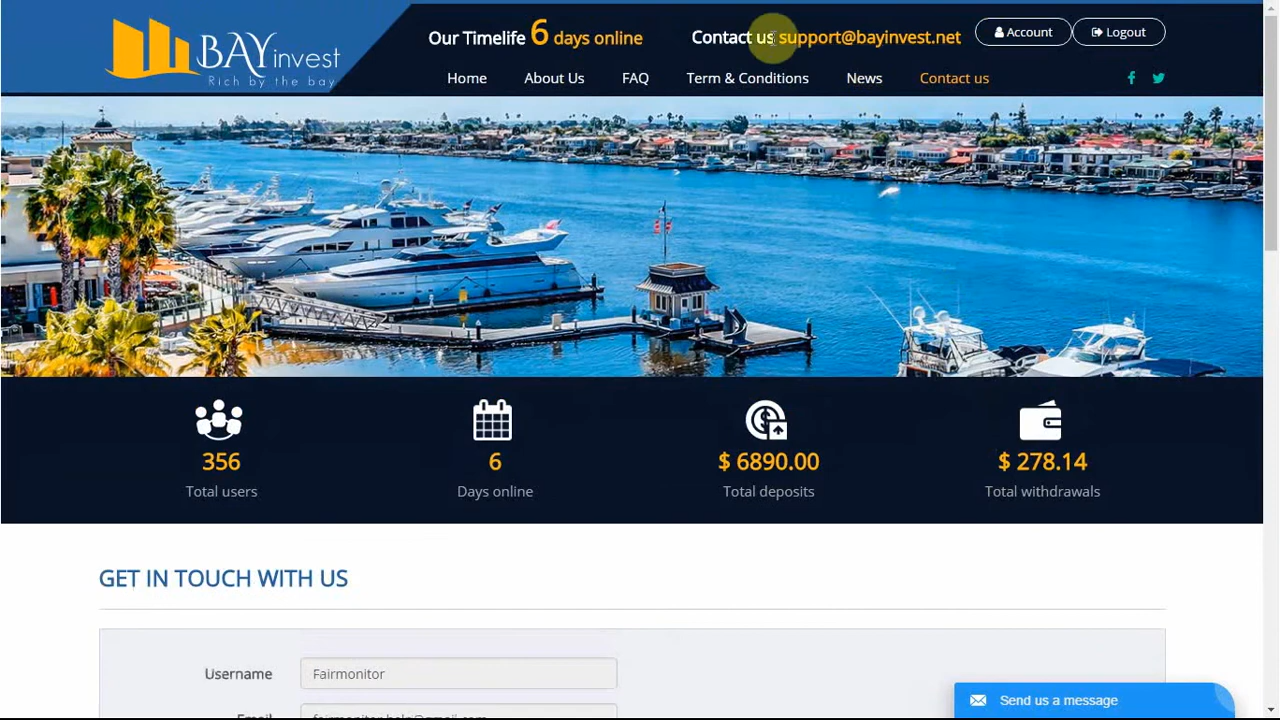 BAYinvest
Rich by the bay
Our Timelife 6 days online
Contact us support@bayinvest.net
Account
Logout
Home
About Us
FAQ
Term & Conditions
News
Contact us
356
Total users
6
Days online
$ 6890.00
Total deposits
$ 278.14
Total withdrawals
GET IN TOUCH WITH US
Username
Fairmonitor
Send us a message